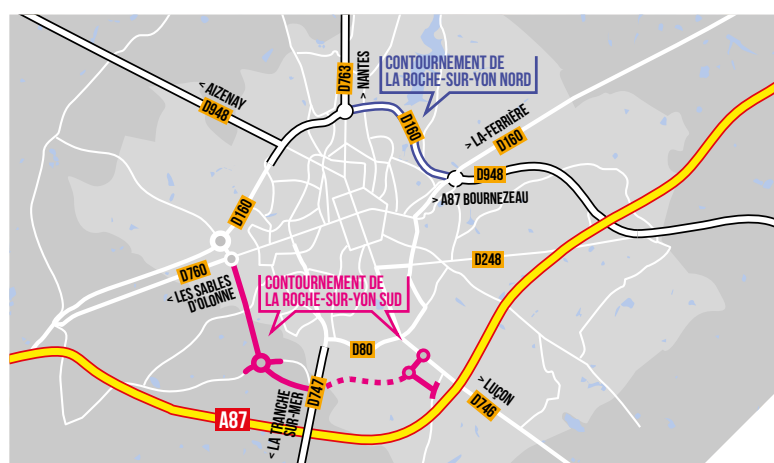 CONTOURNEMENT DE
LA ROCHE-SUR-YON NORD
D763
> NANTES
< AIZENAY
D948
D160
> LA-FERRIÈRE
D160
D948
> A87 BOURNEZEAU
D160
D248
D760
< LES SABLES
D'OLONNE
CONTOURNEMENT DE
LA ROCHE-SUR-YON SUD
D80
D747
< LA TRANCHE
SUR-MER
A87
> LUÇON
D746